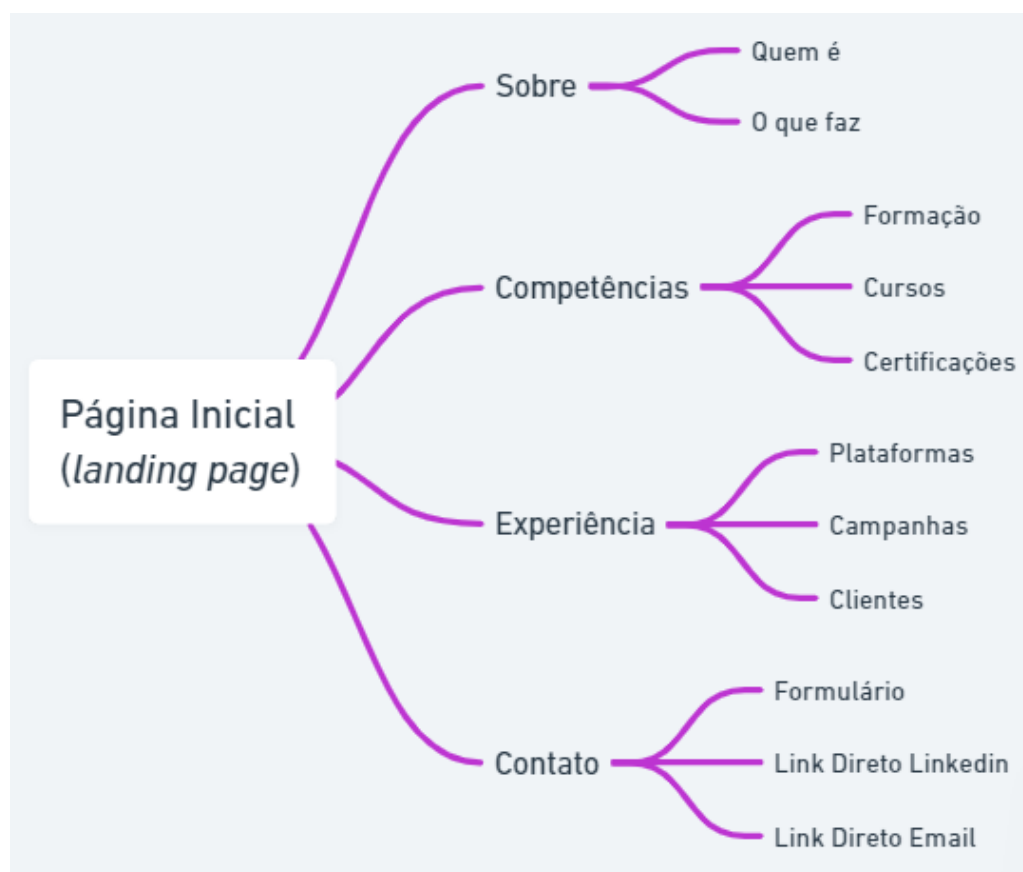 Página Inicial
(landing page)
Sobre
Quem é
O que faz
Competências
Formação
Cursos
Certificações
Experiência
Plataformas
Campanhas
Clientes
Contato
Formulário
Link Direto Linkedin
Link Direto Email